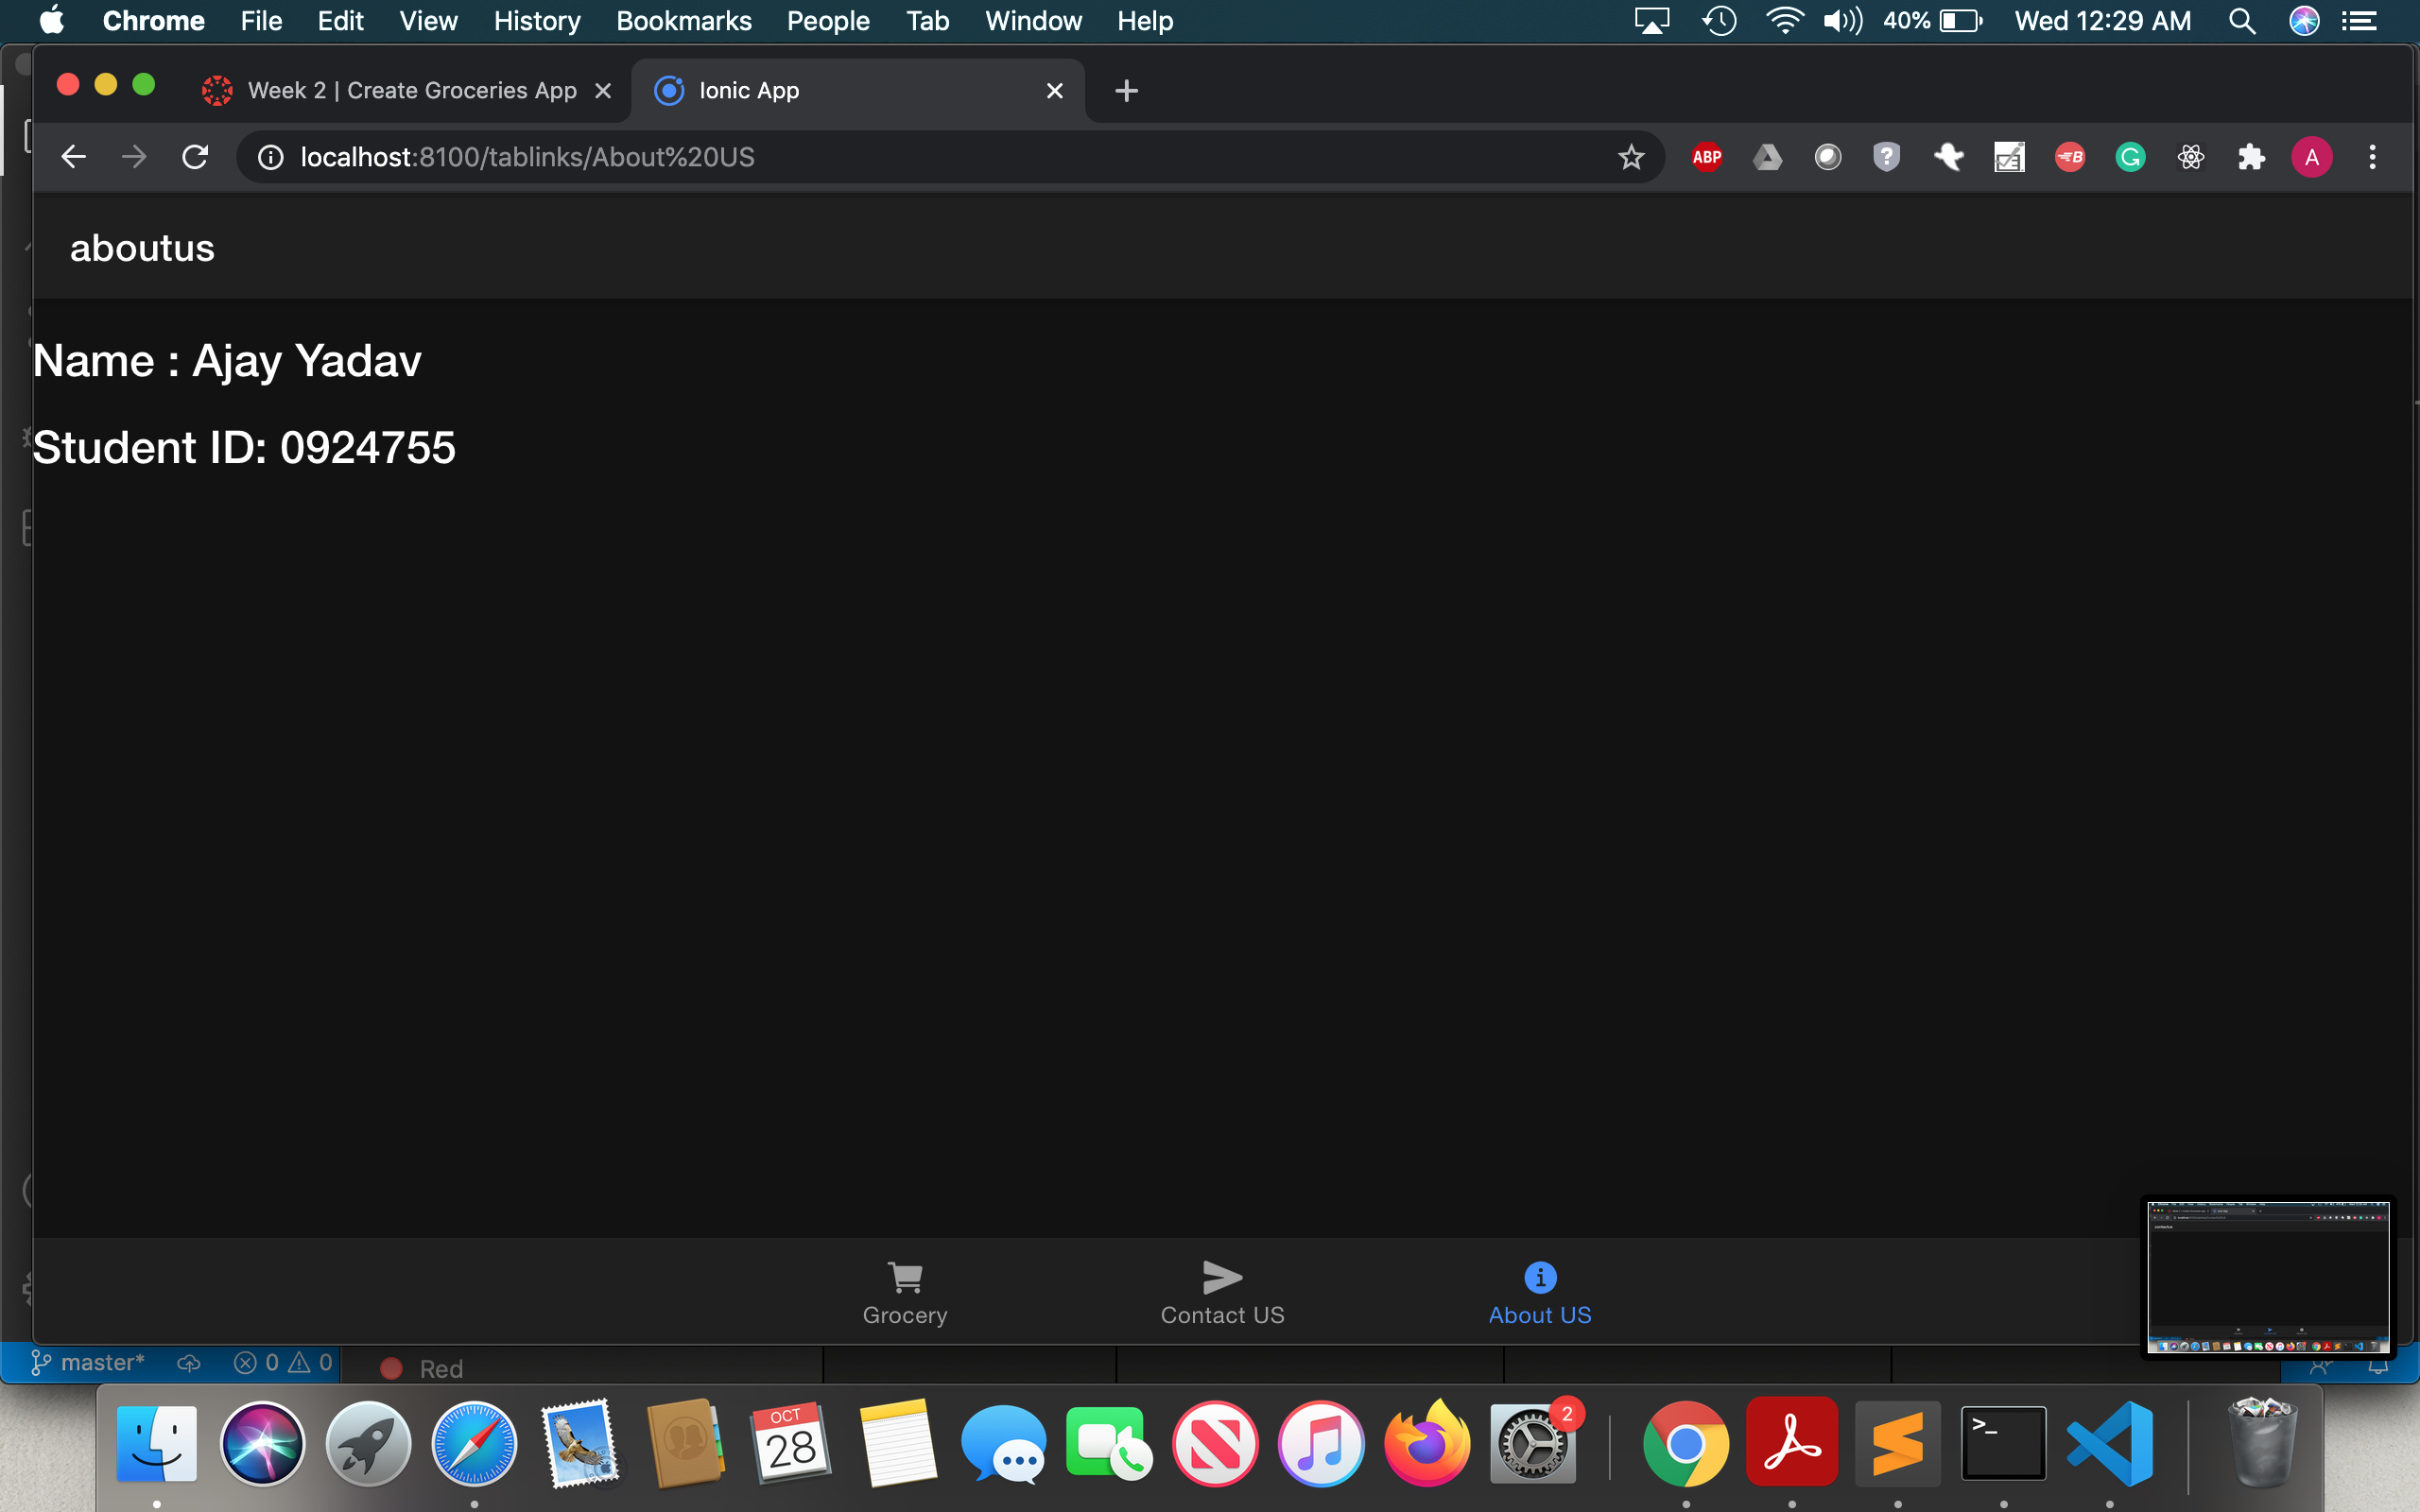 Chrome File Edit View History Bookmarks People Tab Window Help 40% Wed 12:29 AM
Week 2 | Create Groceries App Ionic App
localhost:8100/tablinks/About%20US ABP A
aboutus
Name : Ajay Yadav
Student ID: 0924755
Grocery Contact US About US
master* 0 0 Red
OCT
28
2
>_